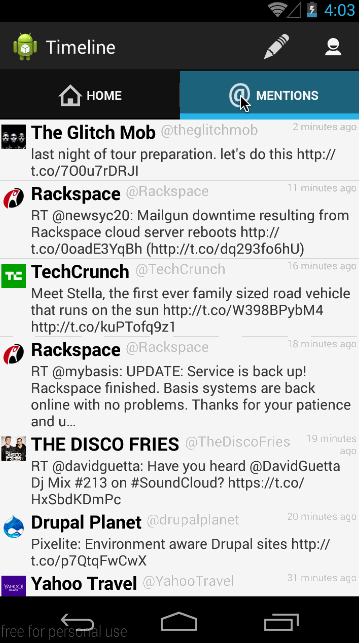 4:03
Timeline
HOME
@ MENTIONS
The Glitch Mob @theglitchmob 2 minutes ago
last night of tour preparation. let's do this http://
t.co/7O0u7rDRJI
Rackspace @Rackspace 11 minutes ago
RT @newsyc20: Mailgun downtime resulting from
Rackspace cloud server reboots http://
t.co/0oadE3YqBh (http://t.co/dq293fo6hU)
TC
TechCrunch @TechCrunch 16 minutes ago
Meet Stella, the first ever family sized road vehicle
that runs on the sun http://t.co/W398BPybM4
http://t.co/kuPTofq9z1
Rackspace @Rackspace 18 minutes ago
RT @mybasis: UPDATE: Service is back up!
Rackspace finished. Basis systems are back
online with no problems. Thanks for your patience
and u...
THE DISCO FRIES @TheDiscoFries 19 minutes
ago
RT @davidguetta: Have you heard @DavidGuetta
Dj Mix #213 on #SoundCloud? https://t.co/
HxSbdKDmPc
Drupal Planet @drupalplanet 20 minutes ago
Pixelite: Environment aware Drupal sites http://
t.co/p7QtqFwCwX
Yahoo Travel @YahooTravel 31 minutes ago
free for personal use